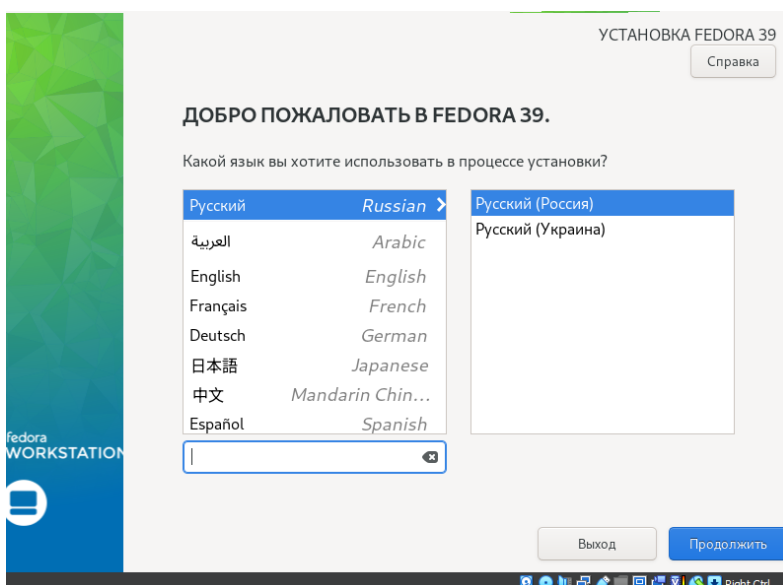 УСТАНОВКА FEDORA 39
Справка
ДОБРО ПОЖАЛОВАТЬ В FEDORA 39.
Какой язык вы хотите использовать в процессе установки?
Русский Russian
العربية Arabic
English English
Français French
Deutsch German
日本語 Japanese
中文 Mandarin Chin...
Español Spanish
Русский (Россия)
Русский (Украина)
fedora
WORKSTATION
Выход
Продолжить
Right Ctrl